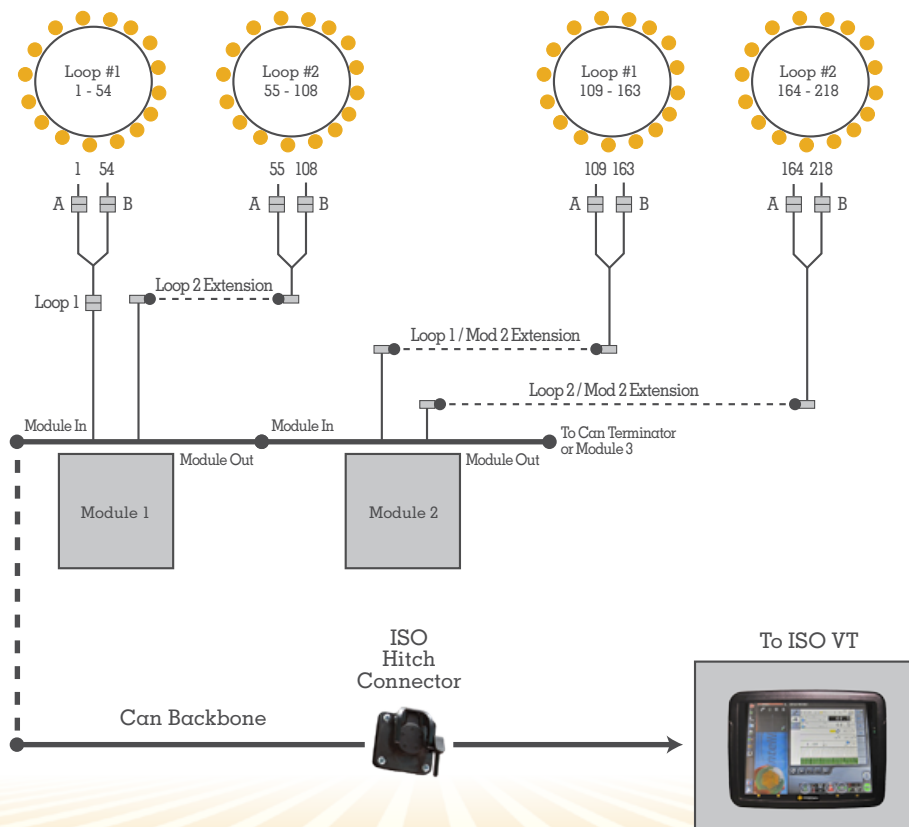 Loop #1
1 - 54
Loop #2
55 - 108
Loop #1
109 - 163
Loop #2
164 - 218
1 54
55 108
109 163
164 218
A B
A B
A B
A B
Loop 1
Loop 2 Extension
Loop 1 / Mod 2 Extension
Loop 2 / Mod 2 Extension
Module In
Module Out
Module In
Module Out
To Can Terminator
or Module 3
Module 1
Module 2
ISO
Hitch
Connector
To ISO VT
Can Backbone